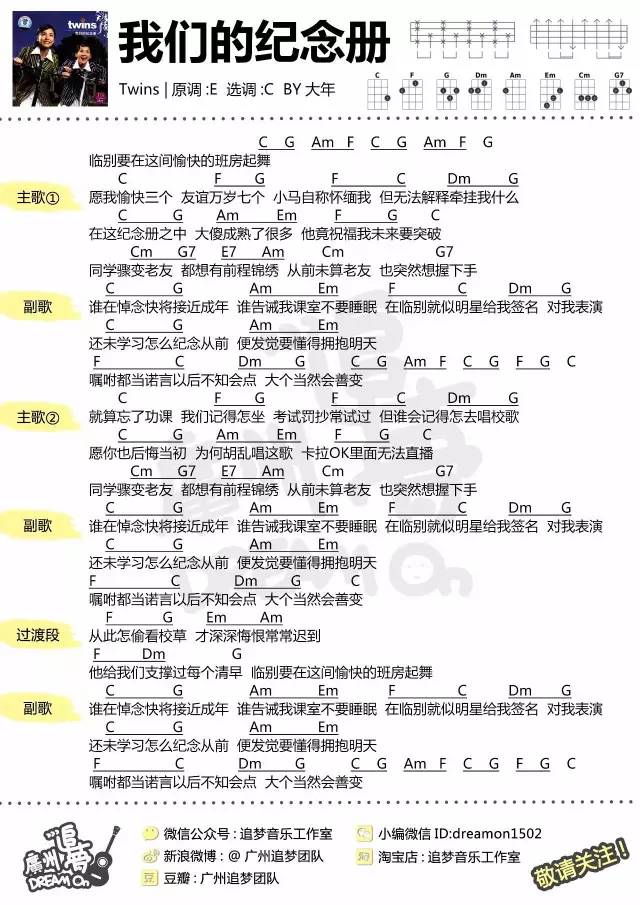 twins
我们的纪念册
我们的纪念册
Twins | 原调 :E 选调 :C BY 大年
C F G Dm Am Em Cm G7
C G Am F C G Am F G
临别要在这间愉快的班房起舞
C F G F C Dm G
主歌① 愿我愉快三个 友谊万岁七个 小马自称怀缅我 但无法解释牵挂我什么
C G Am Em F G C
在这纪念册之中 大傻成熟了很多 他竟祝福我未来要突破
Cm G7 E7 Am Cm G7
同学骤变老友 都想有前程锦绣 从前未算老友 也突然想握下手
C G Am Em F C Dm G
副歌 谁在悼念快将接近成年 谁告诫我课室不要睡眠 在临别就似明星给我签名 对我表演
C G Am Em
还未学习怎么纪念从前 便发觉要懂得拥抱明天
F C Dm G C G Am F C G F G C
嘱咐都当诺言以后不知会点 大个当然会善变
C F G F C Dm G
主歌② 就算忘了功课 我们记得怎坐 考试罚抄常试过 但谁会记得怎去唱校歌
C G Am Em F G C
愿你也后悔当初 为何胡乱唱这歌 卡拉OK里面无法直播
Cm G7 E7 Am Cm G7
同学骤变老友 都想有前程锦绣 从前未算老友 也突然想握下手
C G Am Em F C Dm G
副歌 谁在悼念快将接近成年 谁告诫我课室不要睡眠 在临别就似明星给我签名 对我表演
C G Am Em
还未学习怎么纪念从前 便发觉要懂得拥抱明天
F C Dm G C
嘱咐都当诺言以后不知会点 大个当然会善变
F G Em Am
过渡段 从此怎偷看校草 才深深悔恨常常迟到
F Dm G
他给我们支撑过每个清早 临别要在这间愉快的班房起舞
C G Am Em F C Dm G
副歌 谁在悼念快将接近成年 谁告诫我课室不要睡眠 在临别就似明星给我签名 对我表演
C G Am Em
还未学习怎么纪念从前 便发觉要懂得拥抱明天
F C Dm G C G Am F C G F G C
嘱咐都当诺言以后不知会点 大个当然会善变
廣州追夢
DREAM On
廣州追夢
DREAM On
微信公众号 : 追梦音乐工作室 小编微信 ID:dreamon1502
新浪微博 : @ 广州追梦团队 淘宝店 : 追梦音乐工作室
豆瓣 : 广州追梦团队
敬请关注！